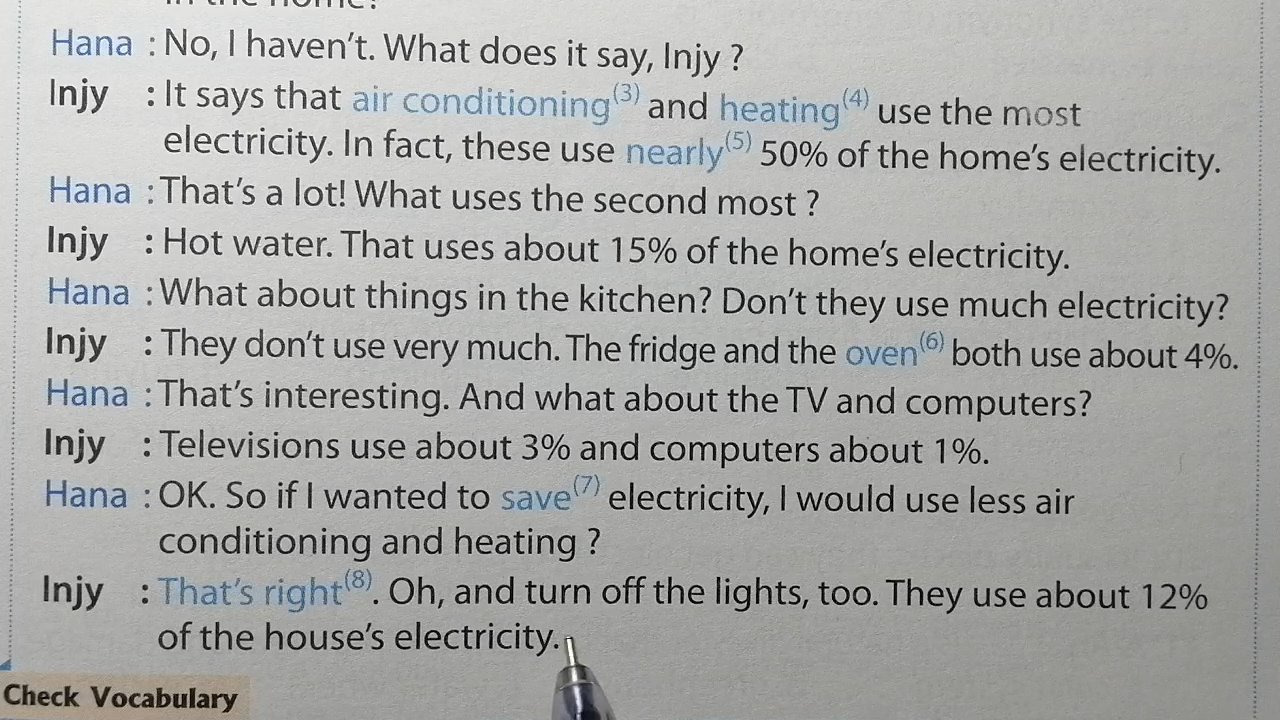 in the home?
Hana : No, I haven't. What does it say, Injy ?
Injy : It says that air conditioning(3) and heating(4) use the most
electricity. In fact, these use nearly(5) 50% of the home's electricity.
Hana : That's a lot! What uses the second most ?
Injy : Hot water. That uses about 15% of the home's electricity.
Hana : What about things in the kitchen? Don't they use much electricity?
Injy : They don't use very much. The fridge and the oven(6) both use about 4%.
Hana : That's interesting. And what about the TV and computers?
Injy : Televisions use about 3% and computers about 1%.
Hana : OK. So if I wanted to save(7) electricity, I would use less air
conditioning and heating ?
Injy : That's right(8). Oh, and turn off the lights, too. They use about 12%
of the house's electricity.
Check Vocabulary